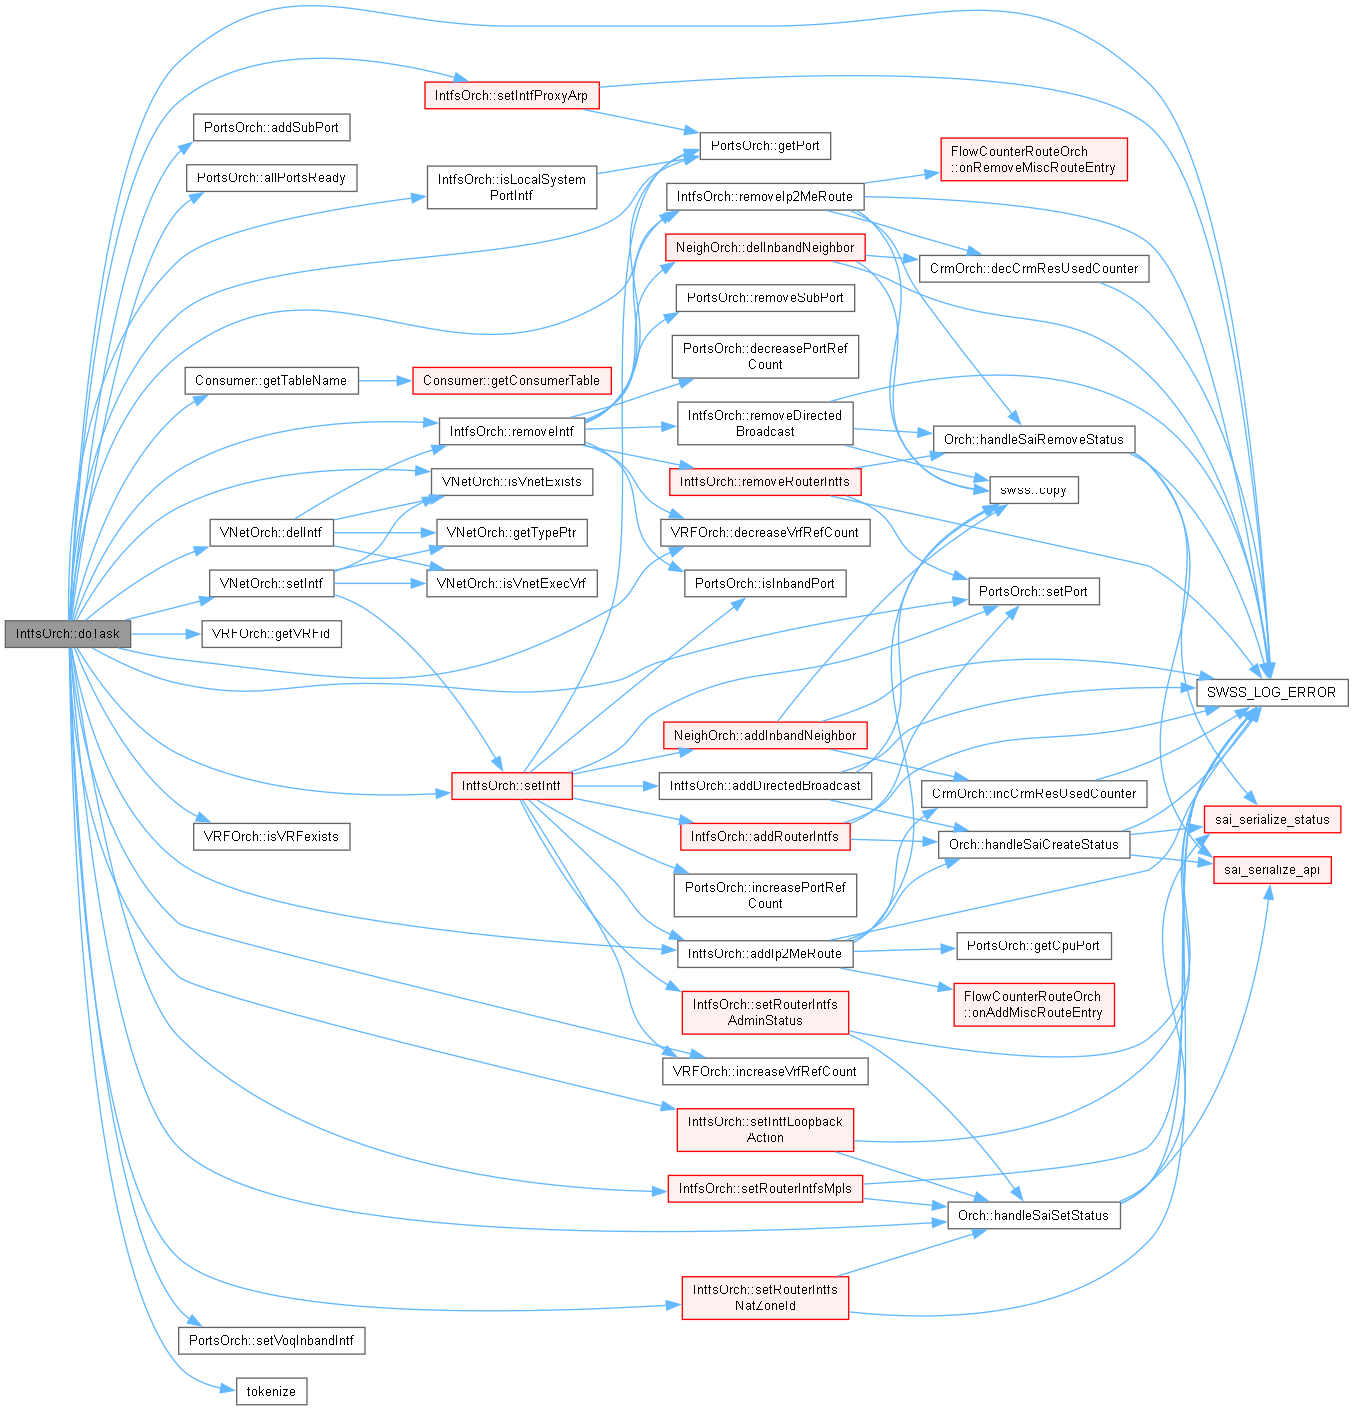 IntfsOrch::doTask
PortsOrch::addSubPort
PortsOrch::allPortsReady
Consumer::getTableName
VNetOrch::delIntf
VNetOrch::setIntf
VRFOrch::getVRFid
VRFOrch::isVRFexists
PortsOrch::setVoqInbandIntf
tokenize
IntfsOrch::setIntfProxyArp
IntfsOrch::isLocalSystem
PortIntf
Consumer::getConsumerTable
IntfsOrch::removeIntf
VNetOrch::isVnetExists
VNetOrch::getTypePtr
VNetOrch::isVnetExecVrf
IntfsOrch::setIntf
PortsOrch::getPort
IntfsOrch::removeIp2MeRoute
NeighOrch::delInbandNeighbor
PortsOrch::removeSubPort
PortsOrch::decreasePortRef
Count
IntfsOrch::removeDirected
Broadcast
IntfsOrch::removeRouterIntfs
VRFOrch::decreaseVrfRefCount
PortsOrch::isInbandPort
NeighOrch::addInbandNeighbor
IntfsOrch::addDirectedBroadcast
IntfsOrch::addRouterIntfs
PortsOrch::increasePortRef
Count
IntfsOrch::addIp2MeRoute
IntfsOrch::setRouterIntfs
AdminStatus
VRFOrch::increaseVrfRefCount
IntfsOrch::setIntfLoopback
Action
IntfsOrch::setRouterIntfsMpls
IntfsOrch::setRouterIntfs
NatZoneId
FlowCounterRouteOrch
::onRemoveMiscRouteEntry
CrmOrch::decCrmResUsedCounter
Orch::handleSaiRemoveStatus
swss::copy
PortsOrch::setPort
CrmOrch::incCrmResUsedCounter
Orch::handleSaiCreateStatus
PortsOrch::getCpuPort
FlowCounterRouteOrch
::onAddMiscRouteEntry
Orch::handleSaiSetStatus
SWSS_LOG_ERROR
sai_serialize_status
sai_serialize_api